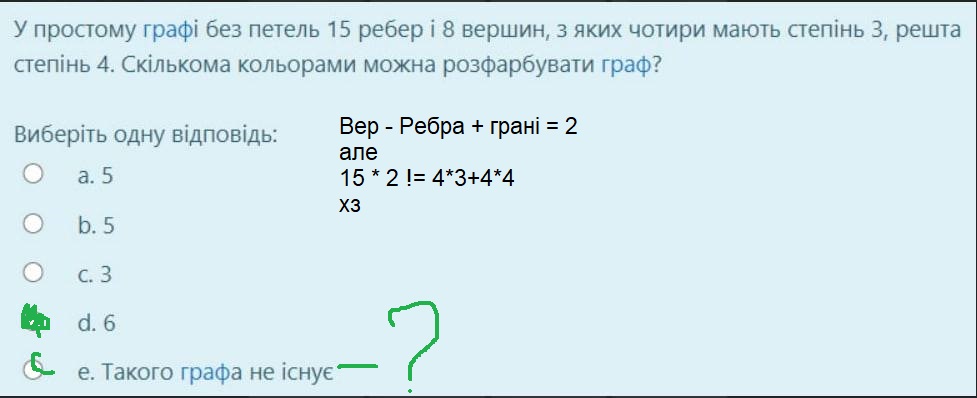 У простому графі без петель 15 ребер і 8 вершин, з яких чотири мають степінь 3, решта
степінь 4. Скількома кольорами можна розфарбувати граф?
Виберіть одну відповідь:
a. 5
b. 5
c. 3
d. 6
e. Такого графа не існує – ?
Вер - Ребра + грані = 2
але
15 * 2 != 4*3+4*4
хз